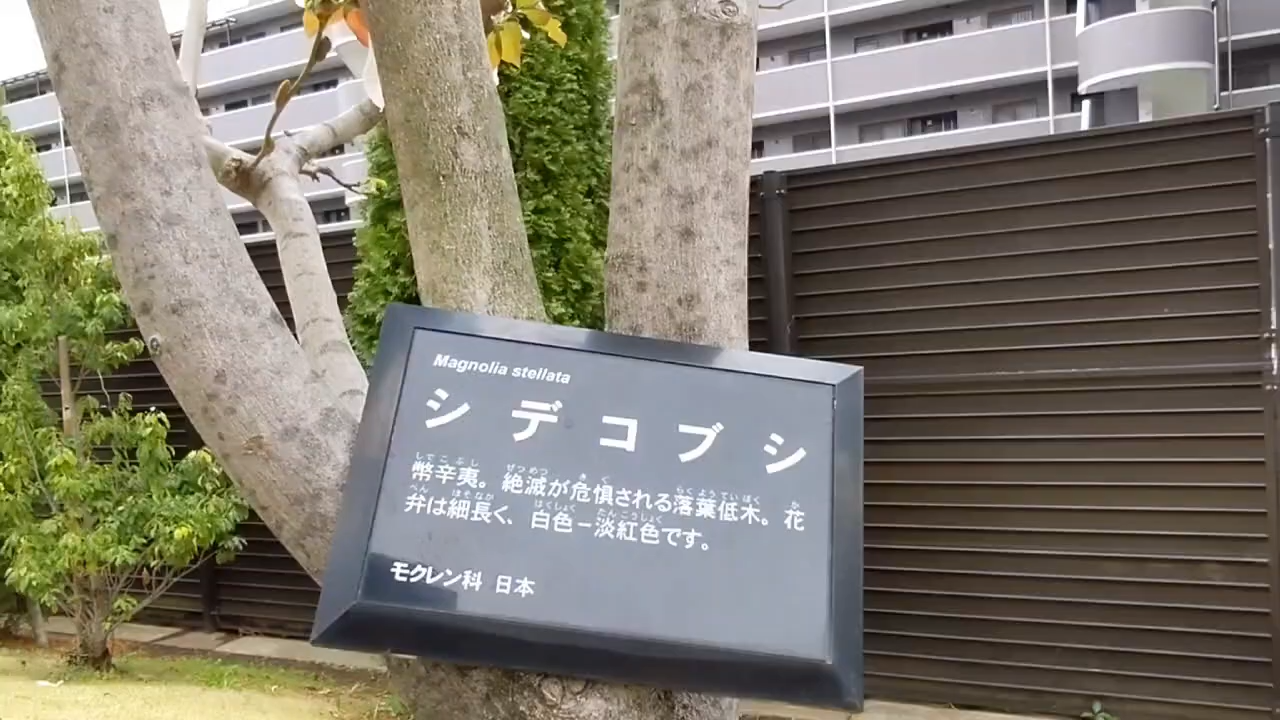 Magnolia stellata
シデコブシ
幣辛夷。絶滅が危惧される落葉低木。花
弁は細長く、白色−淡紅色です。
モクレン科 日本